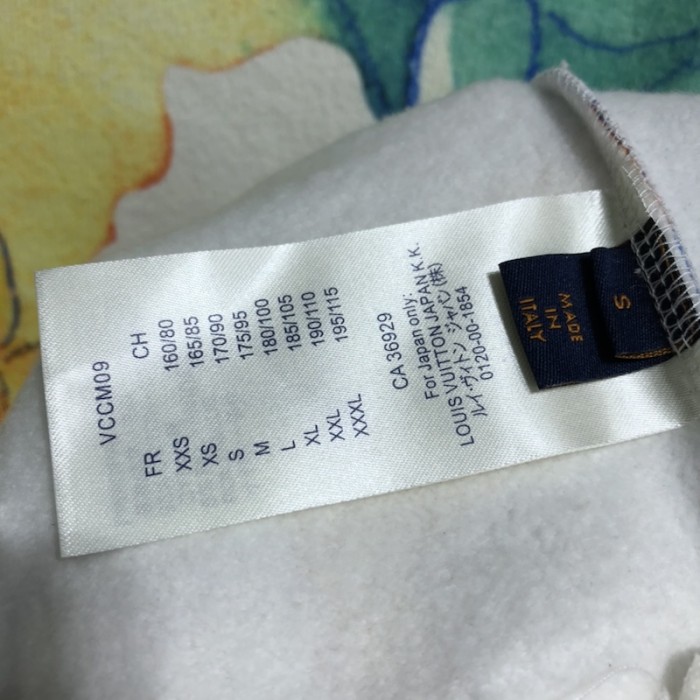 VCCM09
FR CH
XXS 160/80
XS 165/85
S 170/90
M 175/95
L 180/100
XL 185/105
XXL 190/110
XXXL 195/115
CA 36929
For Japan only:
LOUIS VUITTON JAPAN K.K.
ルイ・ヴィトン ジャパン(株)
0120-00-1854
MADE
IN
ITALY
S